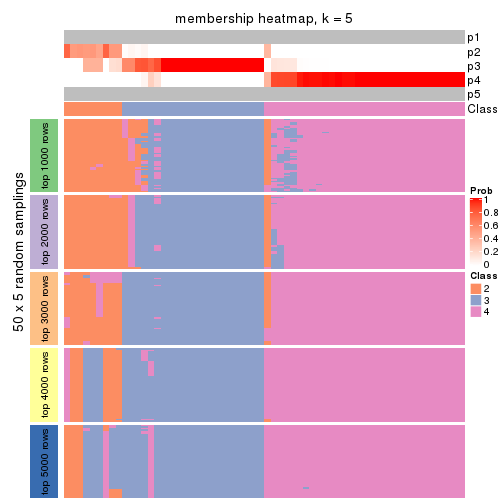 membership heatmap, k = 5
p1
p2
p3
p4
p5
Class
50 x 5 random samplings
top 1000 rows
top 2000 rows
top 3000 rows
top 4000 rows
top 5000 rows
Prob
1
0.8
0.6
0.4
0.2
0
Class
2
3
4